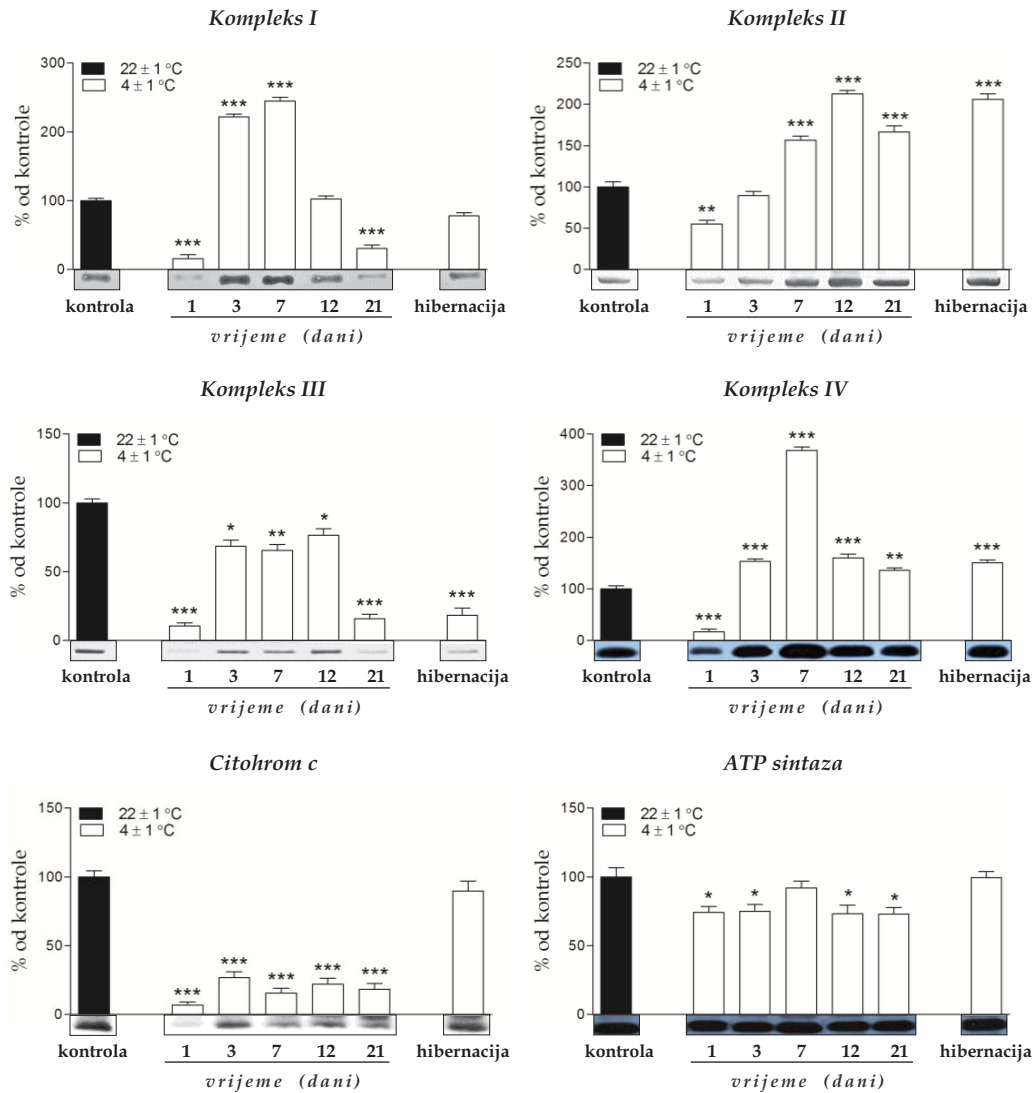 Kompleks I
22 ± 1 °C
4 ± 1 °C
% od kontrole
300
200
100
0
***
***
***
***
kontrola
1 3 7 12 21
hibernacija
vrijeme (dani)
Kompleks II
22 ± 1 °C
4 ± 1 °C
% od kontrole
250
200
150
100
50
0
**
***
***
***
***
kontrola
1 3 7 12 21
hibernacija
vrijeme (dani)
Kompleks III
22 ± 1 °C
4 ± 1 °C
% od kontrole
150
100
50
0
***
*
**
*
***
***
kontrola
1 3 7 12 21
hibernacija
vrijeme (dani)
Kompleks IV
22 ± 1 °C
4 ± 1 °C
% od kontrole
400
300
200
100
0
***
***
***
***
**
***
kontrola
1 3 7 12 21
hibernacija
vrijeme (dani)
Citohrom c
22 ± 1 °C
4 ± 1 °C
% od kontrole
150
100
50
0
***
***
***
***
***
kontrola
1 3 7 12 21
hibernacija
vrijeme (dani)
ATP sintaza
22 ± 1 °C
4 ± 1 °C
% od kontrole
150
100
50
0
*
*
*
*
kontrola
1 3 7 12 21
hibernacija
vrijeme (dani)